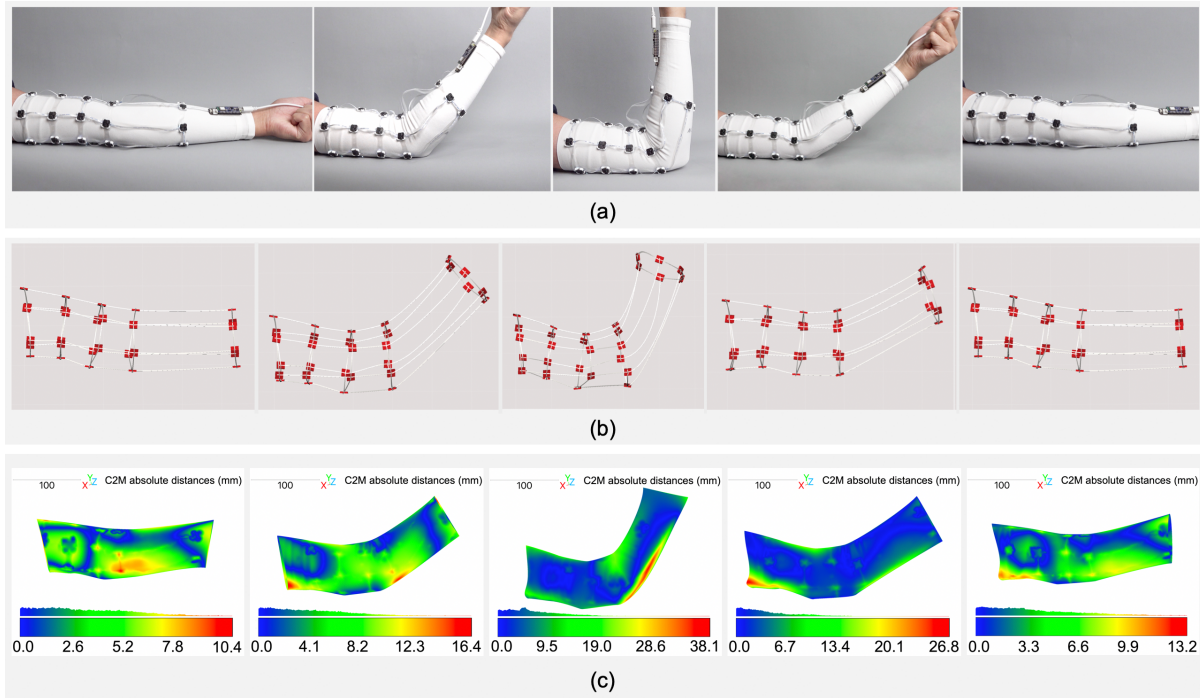 (a)
(b)
100 Y Z X C2M absolute distances (mm)
0.0 2.6 5.2 7.8 10.4
100 Y Z X C2M absolute distances (mm)
0.0 4.1 8.2 12.3 16.4
100 Y Z X C2M absolute distances (mm)
0.0 9.5 19.0 28.6 38.1
100 Y Z X C2M absolute distances (mm)
0.0 6.7 13.4 20.1 26.8
100 Y Z X C2M absolute distances (mm)
0.0 3.3 6.6 9.9 13.2
(c)